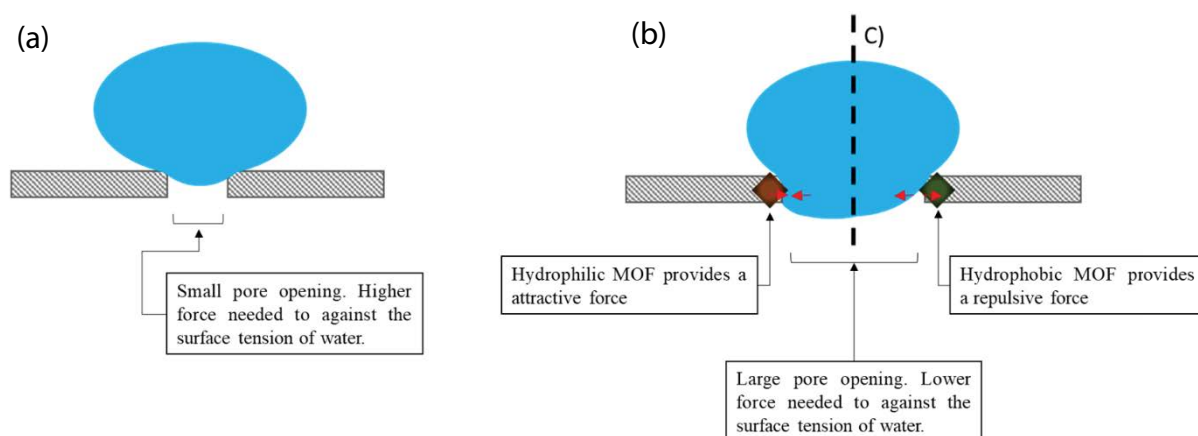 (a)
Small pore opening. Higher
force needed to against the
surface tension of water.
(b)
C)
Hydrophilic MOF provides a
attractive force
Hydrophobic MOF provides
a repulsive force
Large pore opening. Lower
force needed to against the
surface tension of water.